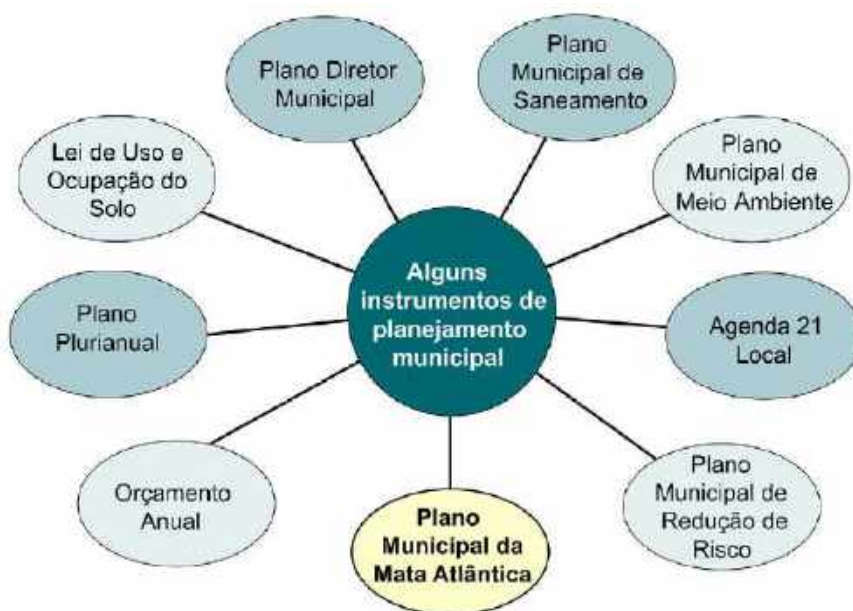 Plano Diretor
Municipal
Plano
Municipal de
Saneamento
Lei de Uso e
Ocupação do
Solo
Plano
Municipal de
Meio Ambiente
Alguns
instrumentos de
planejamento
municipal
Plano
Plurianual
Agenda 21
Local
Orçamento
Anual
Plano
Municipal da
Mata Atlântica
Plano
Municipal de
Redução de
Risco